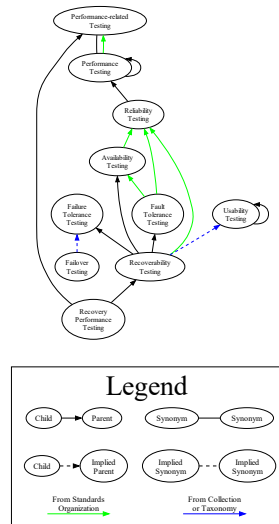 Performance-related
Testing
Performance
Testing
Reliability
Testing
Availability
Testing
Failure
Tolerance
Testing
Fault
Tolerance
Testing
Usability
Testing
Failover
Testing
Recoverability
Testing
Recovery
Performance
Testing
Legend
Child
Parent
Synonym
Synonym
Child
Implied
Parent
Implied
Synonym
Implied
Synonym
From Standards
Organization
From Collection
or Taxonomy